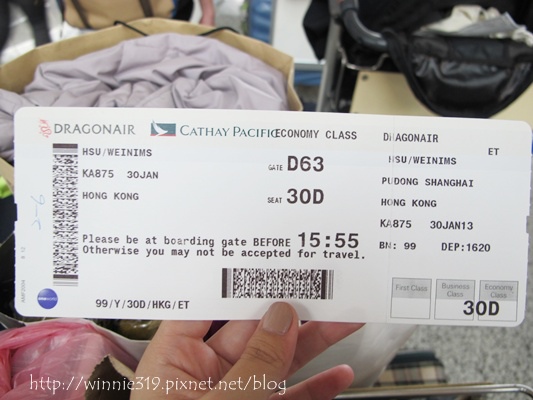 DRAGONAIR CATHAY PACIFIC ECONOMY CLASS
HSU/WEINIMS
KA875 30JAN
HONG KONG
GATE D63
SEAT 30D
Please be at boarding gate BEFORE 15:55
Otherwise you may not be accepted for travel.
99/Y/30D/HKG/ET
DRAGONAIR ET
HSU/WEINIMS
PUDONG SHANGHAI
HONG KONG
KA875 30JAN13
BN: 99 DEP:1620
First Class
Business Class
Economy Class
30D
http://winnie319.pixnet.net/blog